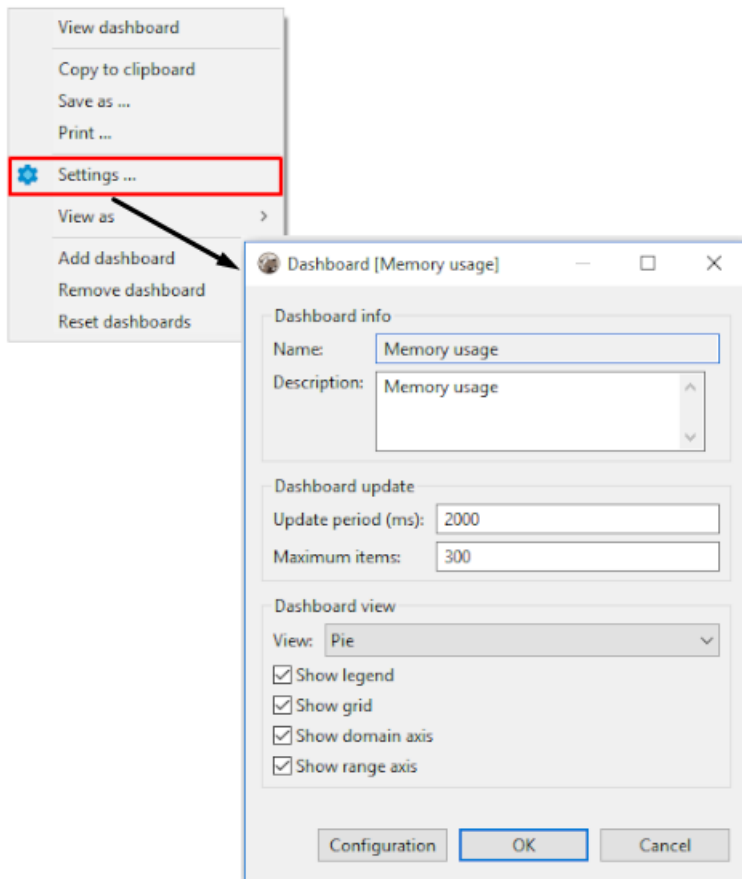 View dashboard
Copy to clipboard
Save as ...
Print ...
Settings ...
View as
Add dashboard
Remove dashboard
Reset dashboards
Dashboard [Memory usage]
Dashboard info
Name: Memory usage
Description: Memory usage
Dashboard update
Update period (ms): 2000
Maximum items: 300
Dashboard view
View: Pie
Show legend
Show grid
Show domain axis
Show range axis
Configuration OK Cancel